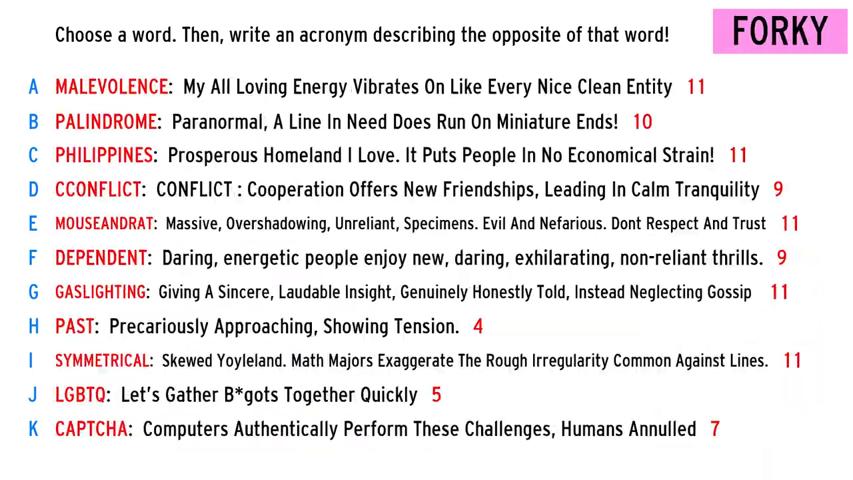 Choose a word. Then, write an acronym describing the opposite of that word!
FORKY
A MALEVOLENCE: My All Loving Energy Vibrates On Like Every Nice Clean Entity 11
B PALINDROME: Paranormal, A Line In Need Does Run On Miniature Ends! 10
C PHILIPPINES: Prosperous Homeland I Love. It Puts People In No Economical Strain! 11
D CCONFLICT: CONFLICT : Cooperation Offers New Friendships, Leading In Calm Tranquility 9
E MOUSEANDRAT: Massive, Overshadowing, Unreliant, Specimens. Evil And Nefarious. Dont Respect And Trust 11
F DEPENDENT: Daring, energetic people enjoy new, daring, exhilarating, non-reliant thrills. 9
G GASLIGHTING: Giving A Sincere, Laudable Insight, Genuinely Honestly Told, Instead Neglecting Gossip 11
H PAST: Precariously Approaching, Showing Tension. 4
I SYMMETRICAL: Skewed Yoyleland. Math Majors Exaggerate The Rough Irregularity Common Against Lines. 11
J LGBTQ: Let's Gather B*gots Together Quickly 5
K CAPTCHA: Computers Authentically Perform These Challenges, Humans Annulled 7